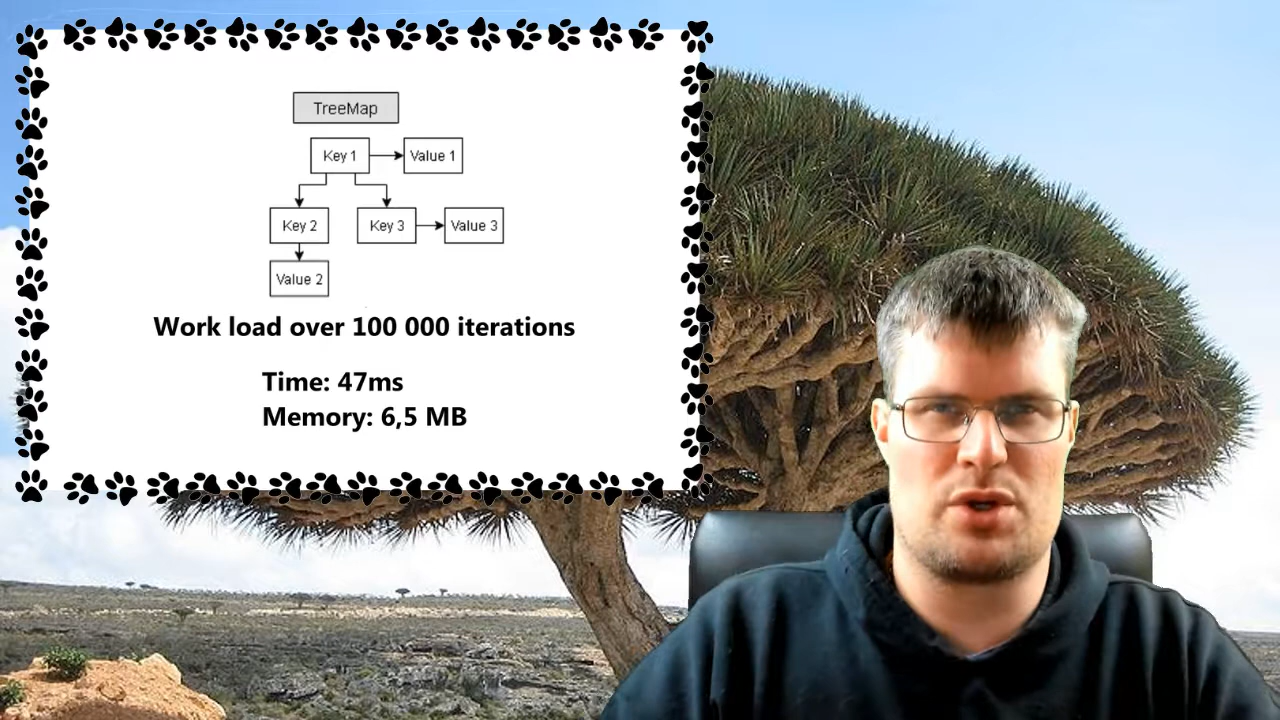 TreeMap
Key 1
Value 1
Key 2
Key 3
Value 3
Value 2
Work load over 100 000 iterations
Time: 47ms
Memory: 6,5 MB